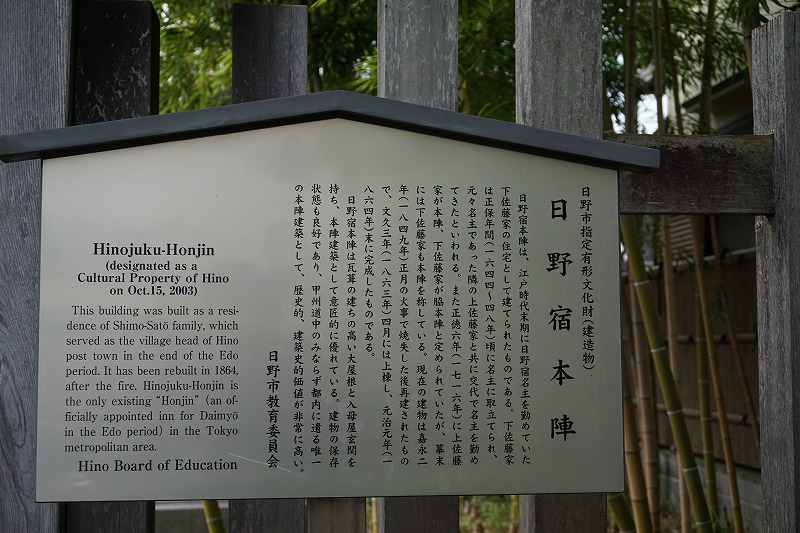 日野市指定有形文化財(建造物)
日野宿本陣
日野宿本陣は、江戸時代末期に日野宿名主を勤めていた
下佐藤家の住宅として建てられたものである。下佐藤家
は正保年間(一六四四～四八年)頃に名主に取立てられ、
元々名主であった隣の上佐藤家と共に交代で名主を勤め
てきたといわれる。また正徳六年(一七一六年)に上佐藤
家が本陣、下佐藤家が脇本陣と定められていたが、幕末
には下佐藤家も本陣を称している。現在の建物は嘉永二
年(一八四九年)正月の火事で焼失した後再建されたもの
で、文久三年(一八六三年)四月には上棟し、元治元年(一
八六四年)末に完成したものである。
日野宿本陣は瓦葺の建ちの高い大屋根と入母屋玄関を
持ち、本陣建築として意匠的に優れている。建物の保存
状態も良好であり、甲州道中のみならず都内に遺る唯一
の本陣建築として、歴史的、建築史的価値が非常に高い。
日野市教育委員会
Hinojuku-Honjin
(designated as a
Cultural Property of Hino
on Oct.15, 2003)
This building was built as a resi-
dence of Shimo-Satō family, which
served as the village head of Hino
post town in the end of the Edo
period. It has been rebuilt in 1864,
after the fire. Hinojuku-Honjin is
the only existing "Honjin" (an of-
ficially appointed inn for Daimyō
in the Edo period) in the Tokyo
metropolitan area.
Hino Board of Education